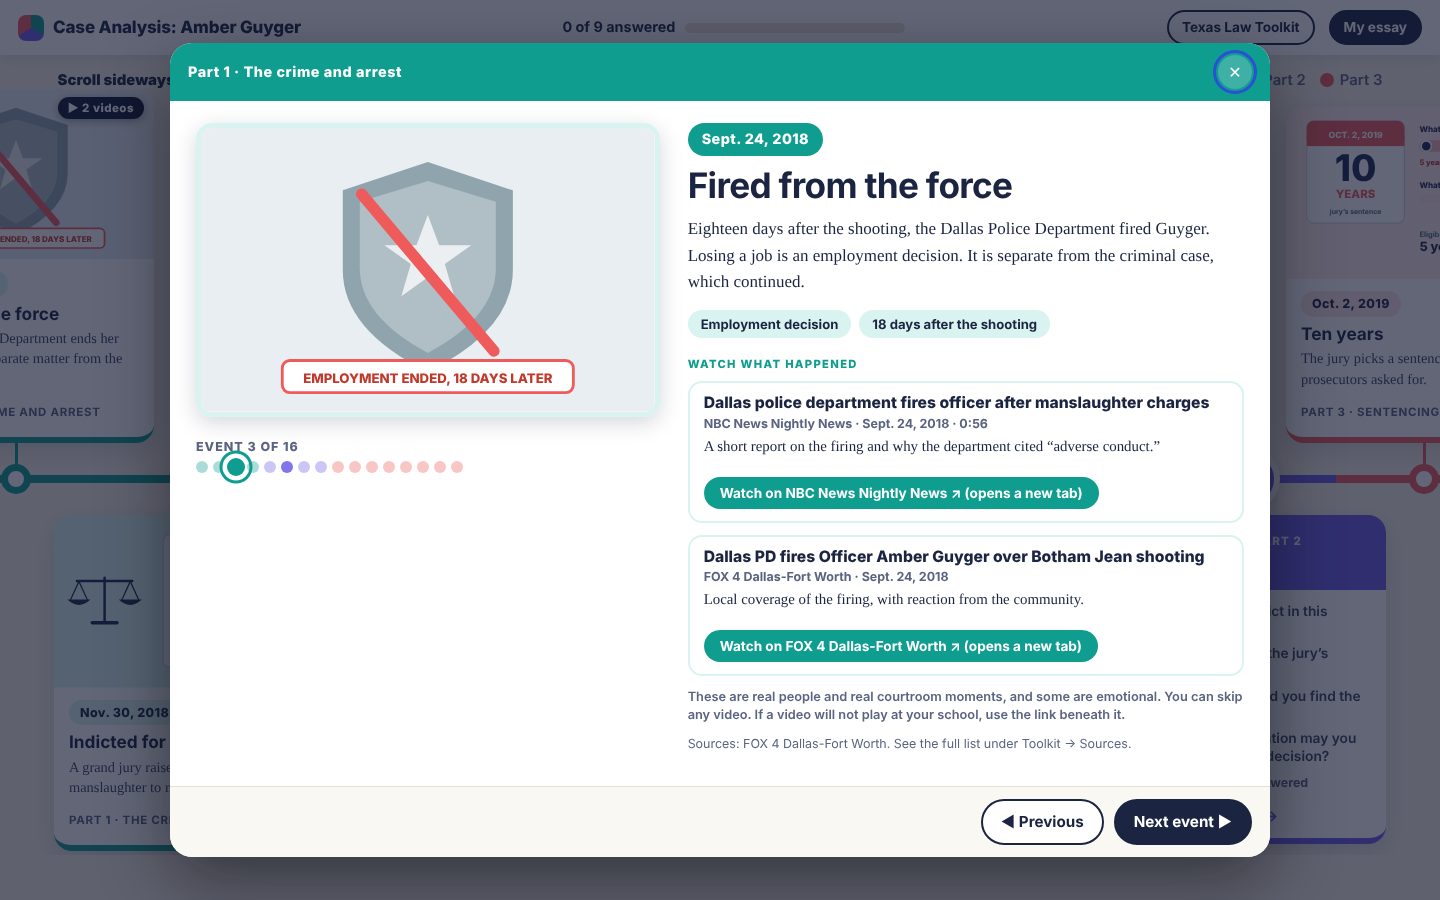 Case Analysis: Amber Guyger
0 of 9 answered
Texas Law Toolkit
My essay
Scroll sideways
Part 2
Part 3
▶ 2 videos
Part 1 · The crime and arrest
×
ENDED, 18 DAYS LATER
e force
Department ends her
parate matter from the
ME AND ARREST
EMPLOYMENT ENDED, 18 DAYS LATER
EVENT 3 OF 16
Sept. 24, 2018
Fired from the force
Eighteen days after the shooting, the Dallas Police Department fired Guyger.
Losing a job is an employment decision. It is separate from the criminal case,
which continued.
Employment decision
18 days after the shooting
WATCH WHAT HAPPENED
Dallas police department fires officer after manslaughter charges
NBC News Nightly News · Sept. 24, 2018 · 0:56
A short report on the firing and why the department cited “adverse conduct.”
Watch on NBC News Nightly News ↗ (opens a new tab)
Dallas PD fires Officer Amber Guyger over Botham Jean shooting
FOX 4 Dallas-Fort Worth · Sept. 24, 2018
Local coverage of the firing, with reaction from the community.
Watch on FOX 4 Dallas-Fort Worth ↗ (opens a new tab)
These are real people and real courtroom moments, and some are emotional. You can skip
any video. If a video will not play at your school, use the link beneath it.
Sources: FOX 4 Dallas-Fort Worth. See the full list under Toolkit → Sources.
◀ Previous
Next event ▶
OCT. 2, 2019
10
YEARS
jury's sentence
What
5 yea
What
Eligib
5 ye
Oct. 2, 2019
Ten years
The jury picks a sentenc
prosecutors asked for.
PART 3 · SENTENCING
Nov. 30, 2018
Indicted for
A grand jury raise
manslaughter to
PART 1 · THE CRI
RT 2
ct in this
the jury’s
d you find the
tion may you
decision?
wered